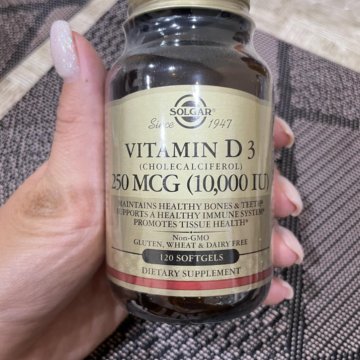 SOLGAR®
Since 1947
VITAMIN D 3
(CHOLECALCIFEROL)
250 MCG (10,000 IU)
MAINTAINS HEALTHY BONES & TEETH*
SUPPORTS A HEALTHY IMMUNE SYSTEM*
PROMOTES TISSUE HEALTH*
Non-GMO
GLUTEN, WHEAT & DAIRY FREE
120 SOFTGELS
DIETARY SUPPLEMENT